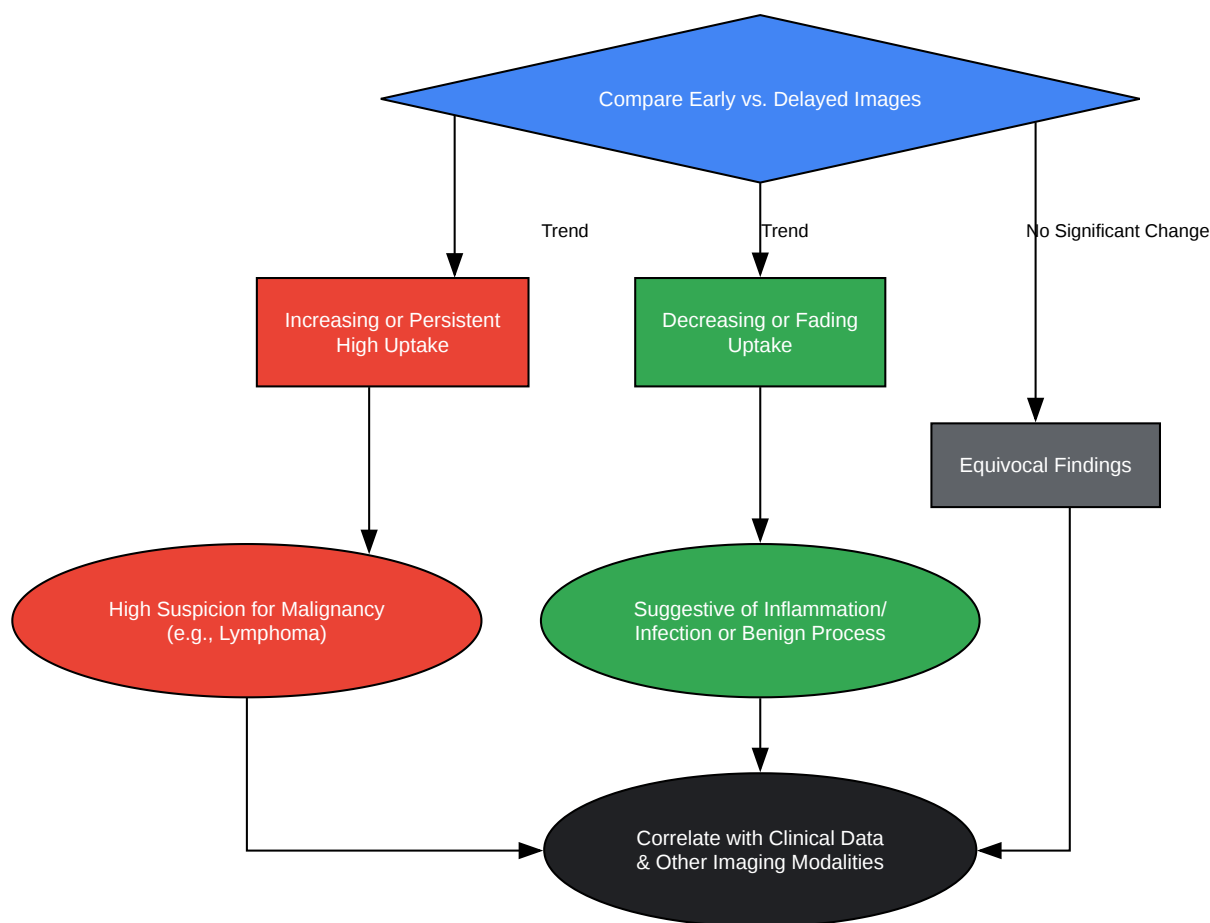 Compare Early vs. Delayed Images
Trend
Trend
No Significant Change
Increasing or Persistent
High Uptake
Decreasing or Fading
Uptake
Equivocal Findings
High Suspicion for Malignancy
(e.g., Lymphoma)
Suggestive of Inflammation/
Infection or Benign Process
Correlate with Clinical Data
& Other Imaging Modalities